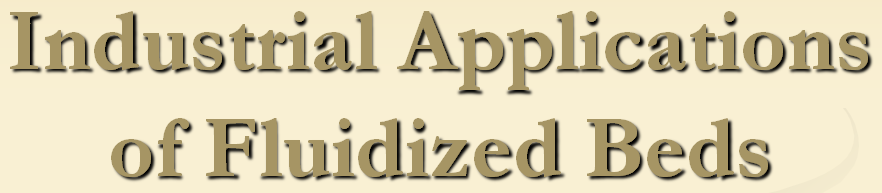 Industrial Applications
of Fluidized Beds